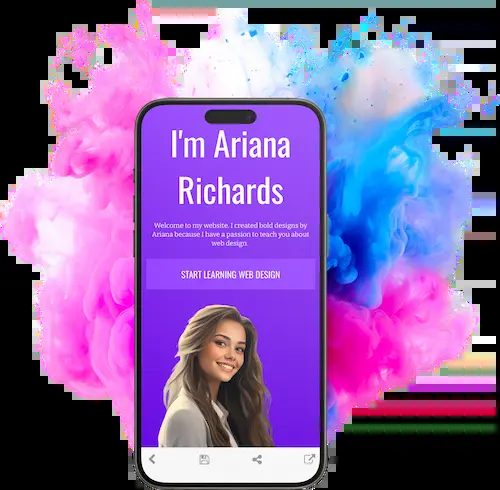 I'm Ariana
Richards
Welcome to my website. I created bold designs by
Ariana because I have a passion to teach you about
web design.
START LEARNING WEB DESIGN